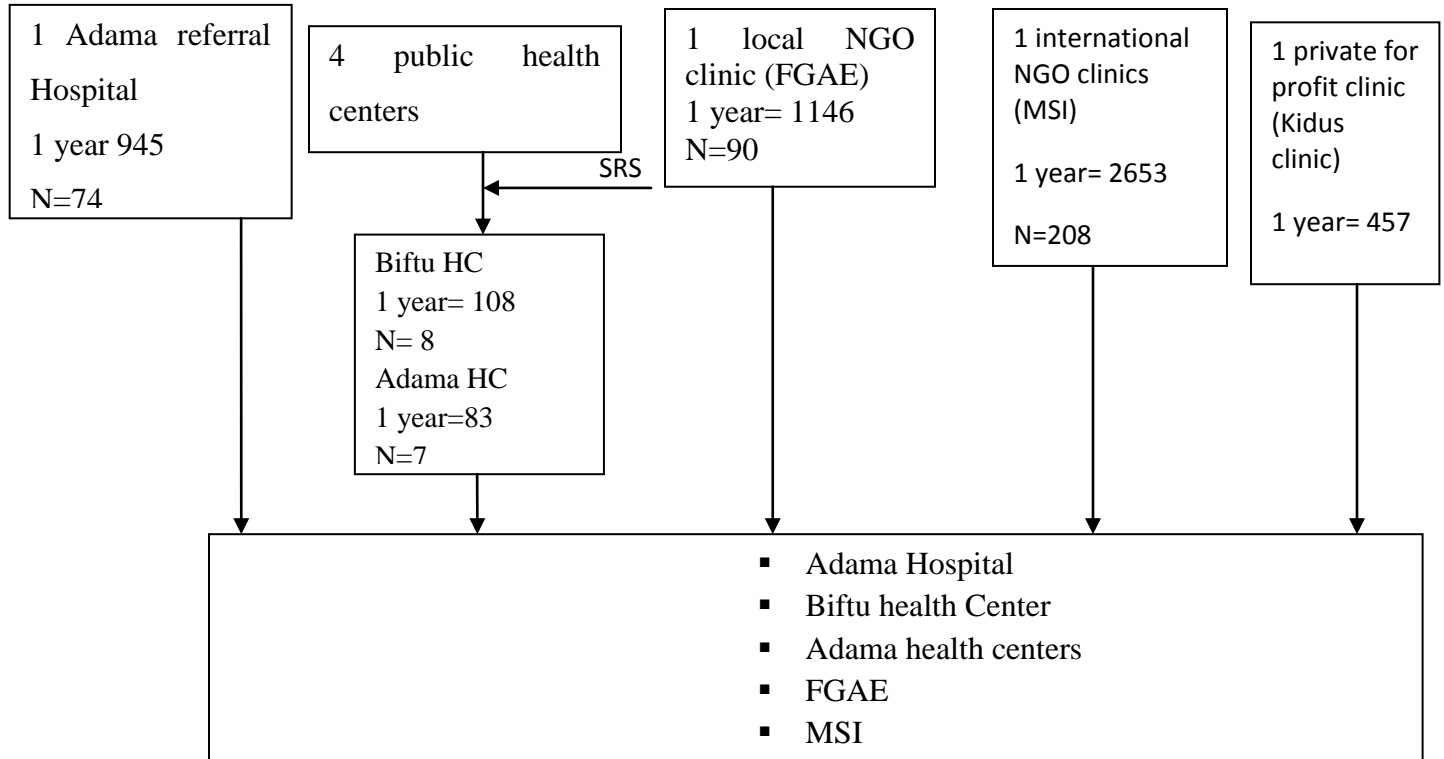 1 Adama referral
Hospital
1 year 945
N=74
4 public health
centers
1 local NGO
clinic (FGAE)
1 year= 1146
N=90
1 international
NGO clinics
(MSI)
1 year= 2653
N=208
1 private for
profit clinic
(Kidus
clinic)
1 year= 457
SRS
Biftu HC
1 year= 108
N= 8
Adama HC
1 year=83
N=7
▪ Adama Hospital
▪ Biftu health Center
▪ Adama health centers
▪ FGAE
▪ MSI